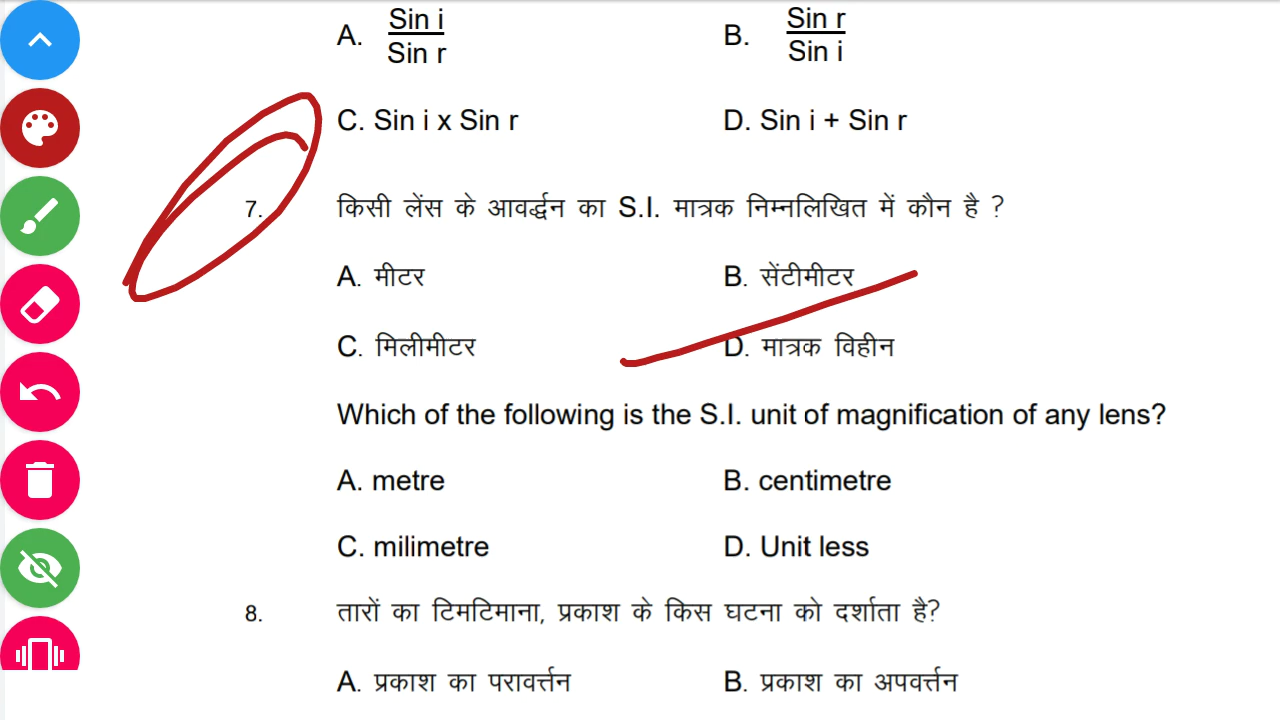 A. Sin i / Sin r B. Sin r / Sin i
C. Sin i x Sin r D. Sin i + Sin r
7. किसी लेंस के आवर्द्धन का S.I. मात्रक निम्नलिखित में कौन है ?
A. मीटर B. सेंटीमीटर
C. मिलीमीटर D. मात्रक विहीन
Which of the following is the S.I. unit of magnification of any lens?
A. metre B. centimetre
C. milimetre D. Unit less
8. तारों का टिमटिमाना, प्रकाश के किस घटना को दर्शाता है?
A. प्रकाश का परावर्त्तन B. प्रकाश का अपवर्त्तन